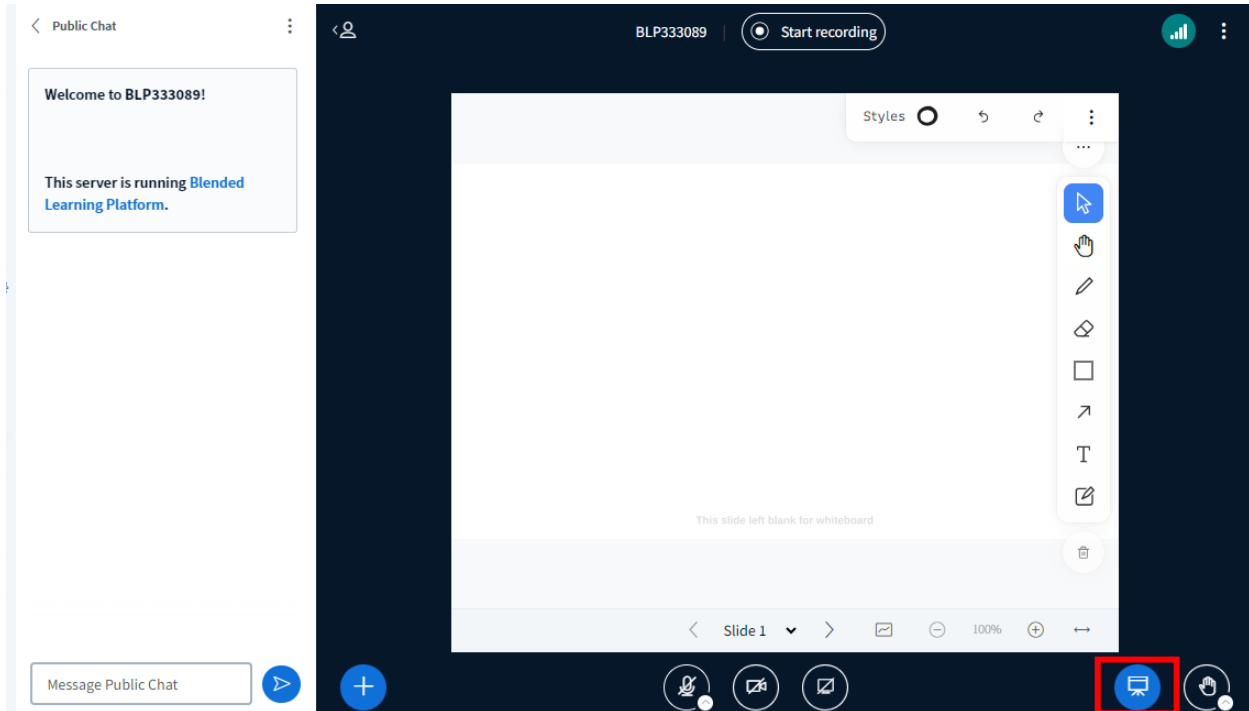 Public Chat
Welcome to BLP333089!
This server is running Blended
Learning Platform.
Message Public Chat
BLP333089
Start recording
Styles
This slide left blank for whiteboard
Slide 1
100%